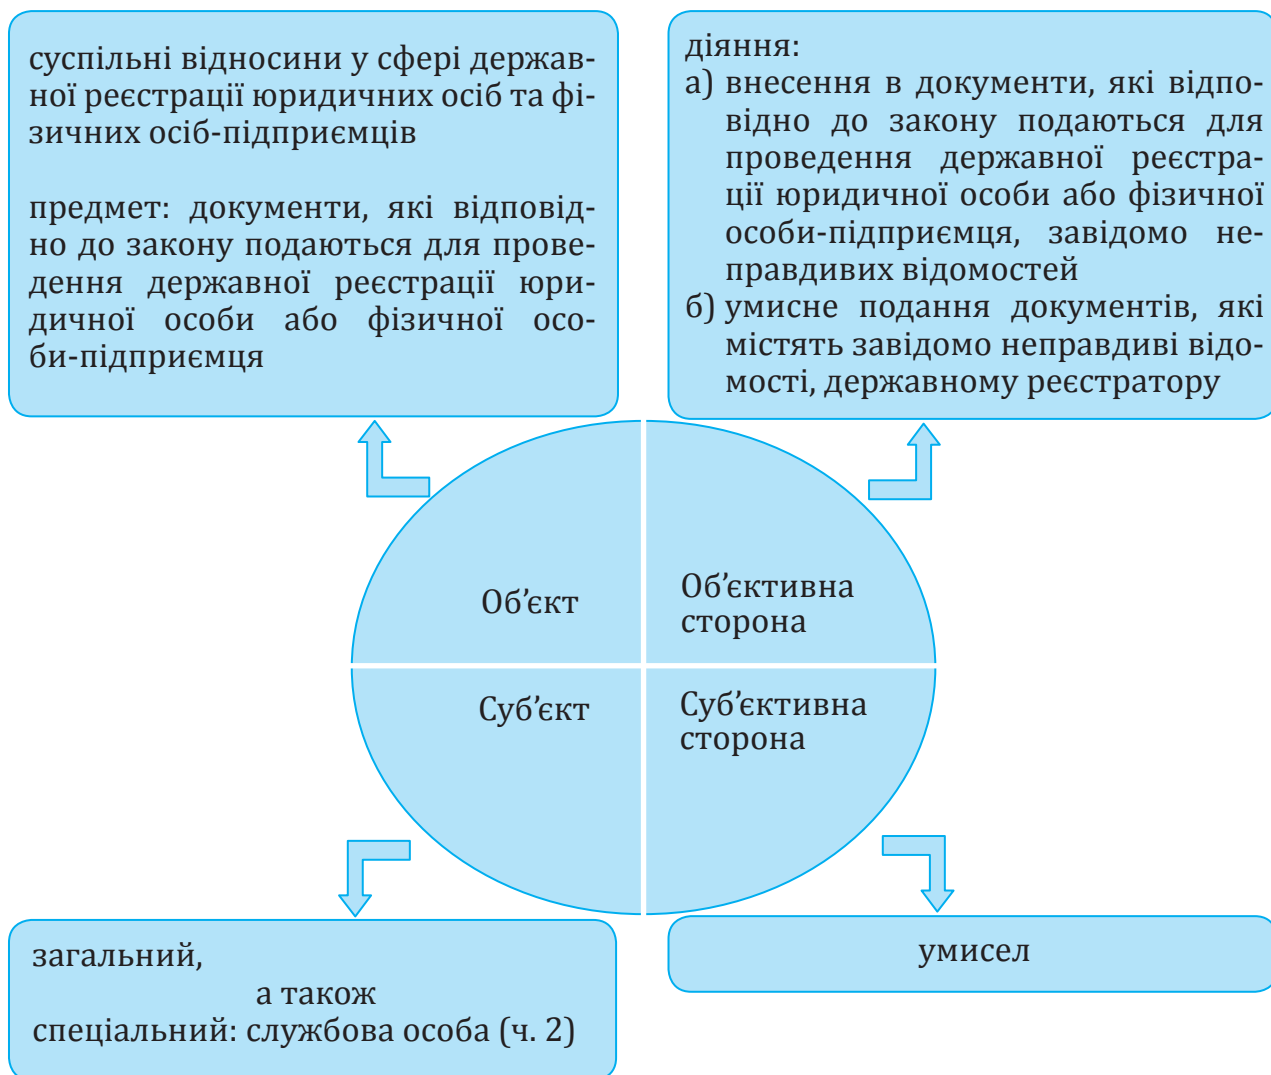 суспільні відносини у сфері держав-
ної реєстрації юридичних осіб та фі-
зичних осіб-підприємців
предмет: документи, які відповід-
но до закону подаються для прове-
дення державної реєстрації юри-
дичної особи або фізичної осо-
би-підприємця
діяння:
а) внесення в документи, які відпо-
відно до закону подаються для
проведення державної реєстра-
ції юридичної особи або фізичної
особи-підприємця, завідомо не-
правдивих відомостей
б) умисне подання документів, які
містять завідомо неправдиві відо-
мості, державному реєстратору
Об’єкт
Об’єктивна
сторона
Суб’єкт
Суб’єктивна
сторона
загальний,
а також
спеціальний: службова особа (ч. 2)
умисел